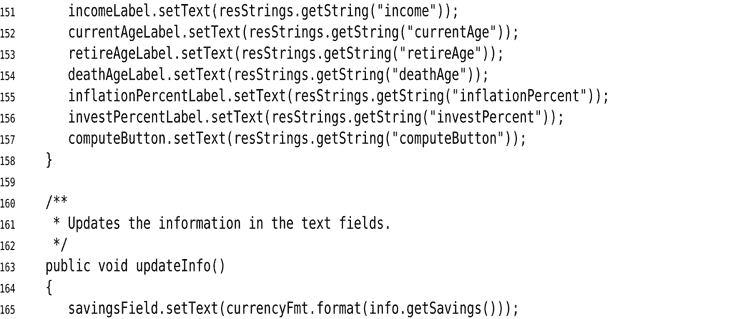 151 incomeLabel.setText(resStrings.getString("income"));
152 currentAgeLabel.setText(resStrings.getString("currentAge"));
153 retireAgeLabel.setText(resStrings.getString("retireAge"));
154 deathAgeLabel.setText(resStrings.getString("deathAge"));
155 inflationPercentLabel.setText(resStrings.getString("inflationPercent"));
156 investPercentLabel.setText(resStrings.getString("investPercent"));
157 computeButton.setText(resStrings.getString("computeButton"));
158 }
159
160 /**
161 * Updates the information in the text fields.
162 */
163 public void updateInfo()
164 {
165 savingsField.setText(currencyFmt.format(info.getSavings()));